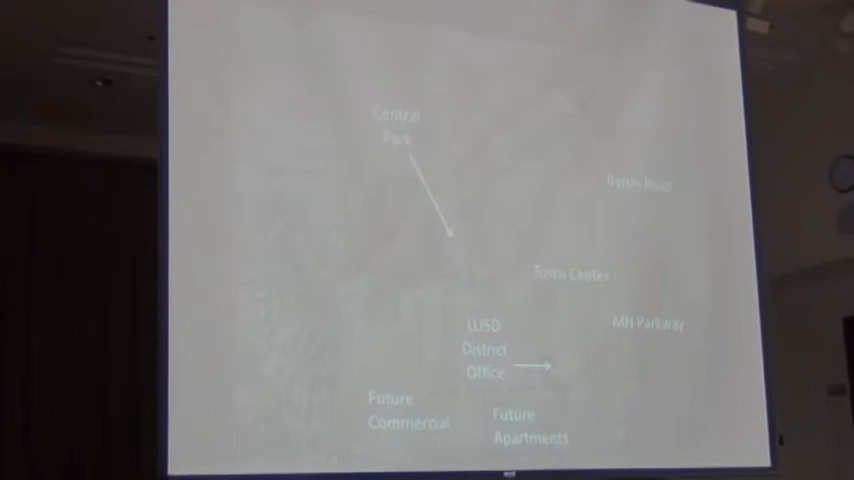 Central
Park
Byron Road
Town Center
LUSD
District
Office
MH Parkway
Future
Commercial
Future
Apartments